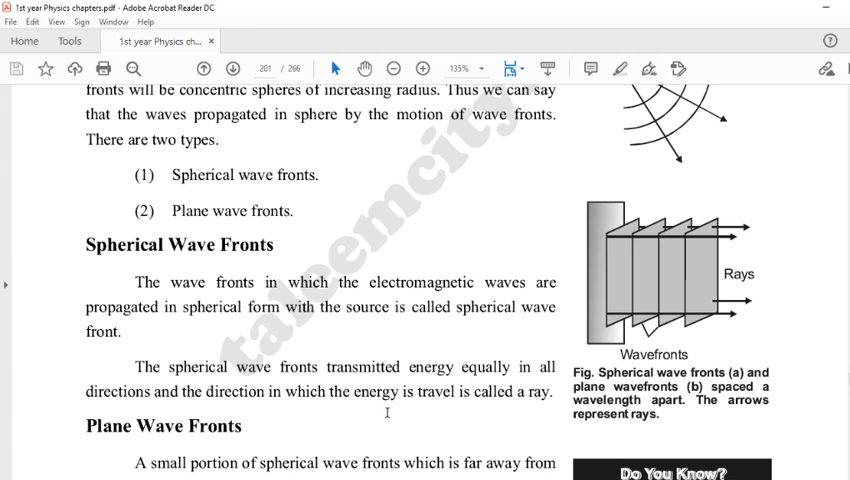 1st year Physics chapters.pdf - Adobe Acrobat Reader DC
File Edit View Sign Window Help
Home Tools 1st year Physics ch... ×
201 / 266 135%
fronts will be concentric spheres of increasing radius. Thus we can say
that the waves propagated in sphere by the motion of wave fronts.
There are two types.
(1) Spherical wave fronts.
(2) Plane wave fronts.
Spherical Wave Fronts
The wave fronts in which the electromagnetic waves are
propagated in spherical form with the source is called spherical wave
front.
The spherical wave fronts transmitted energy equally in all
directions and the direction in which the energy is travel is called a ray.
Plane Wave Fronts
A small portion of spherical wave fronts which is far away from
taleemcity
Rays
Wavefronts
Fig. Spherical wave fronts (a) and
plane wavefronts (b) spaced a
wavelength apart. The arrows
represent rays.
Do You Know?